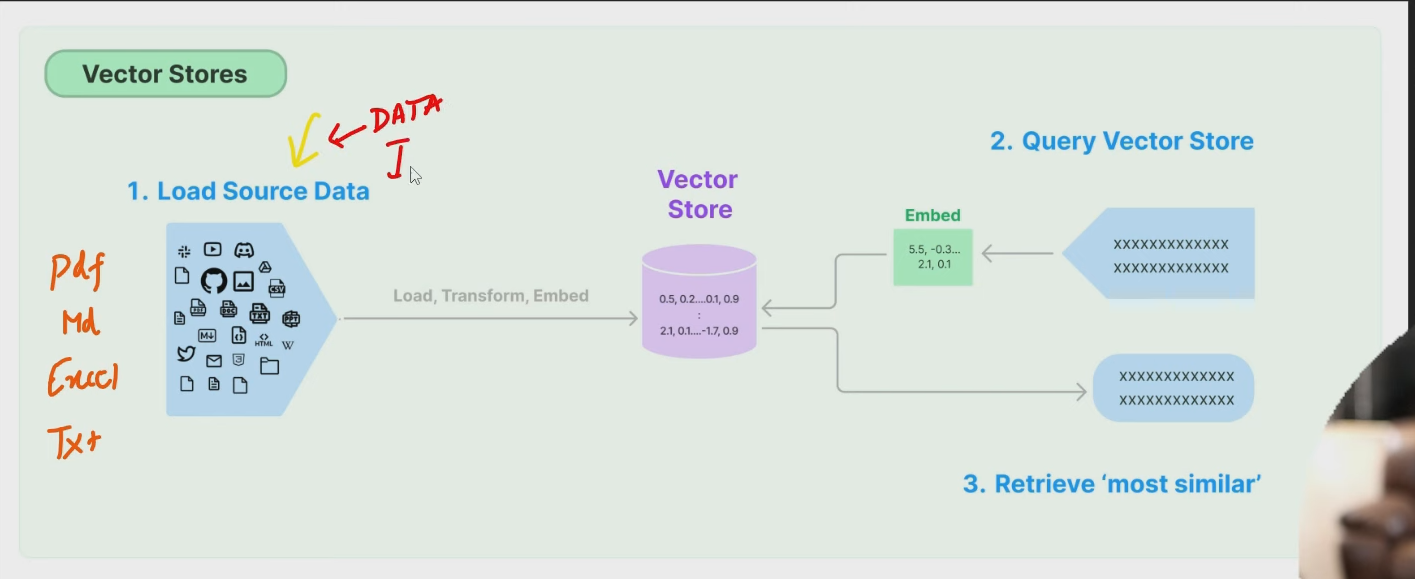 Vector Stores
DATA
I
1. Load Source Data
Pdf
Md
Excel
Txt
CSV
DOC
TXT
PPT
M↓
HTML
W
Load, Transform, Embed
Vector
Store
0.5, 0.2....0.1, 0.9
:
2.1, 0.1....-1.7, 0.9
2. Query Vector Store
Embed
5.5, -0.3...
2.1, 0.1
XXXXXXXXXXXXX
XXXXXXXXXXXXX
XXXXXXXXXXXXX
XXXXXXXXXXXXX
3. Retrieve ‘most similar’